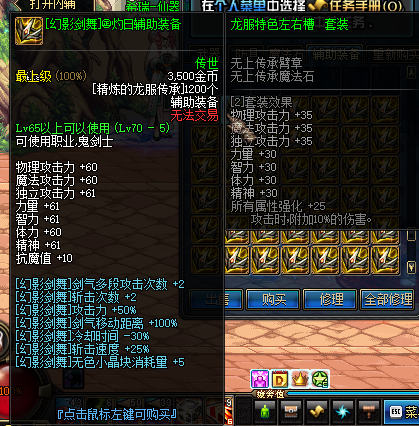 打开内辅
在个人菜单中选择
任务手册(O)
[幻影剑舞]@灼日辅助装备
传世
最上级 (100%)
3,500金币
[精炼的龙服传承]1200个
辅助装备
无法交易
Lv65以上可以使用 (Lv70 - 5)
可使用职业.鬼剑士
物理攻击力 +60
魔法攻击力 +60
独立攻击力 +61
力量 +61
智力 +61
体力 +60
精神 +61
抗魔值 +10
[幻影剑舞]剑气多段攻击次数 +2
[幻影剑舞]斩击次数 +2
[幻影剑舞]攻击力 +50%
[幻影剑舞]剑气移动距离 +100%
[幻影剑舞]冷却时间 -30%
[幻影剑舞]斩击速度 +25%
[幻影剑舞]无色小晶块消耗量 +5
『点击鼠标左键可购买』
龙服特色左右槽 套装
无上传承臂章
无上传承魔法石
[2]套装效果
物理攻击力 +35
魔法攻击力 +35
独立攻击力 +35
力量 +30
智力 +30
体力 +30
精神 +30
所有属性强化 +25
攻击时,附加10%的伤害。
出售
购买
修理
全部修理
疲劳值
ESC
菜